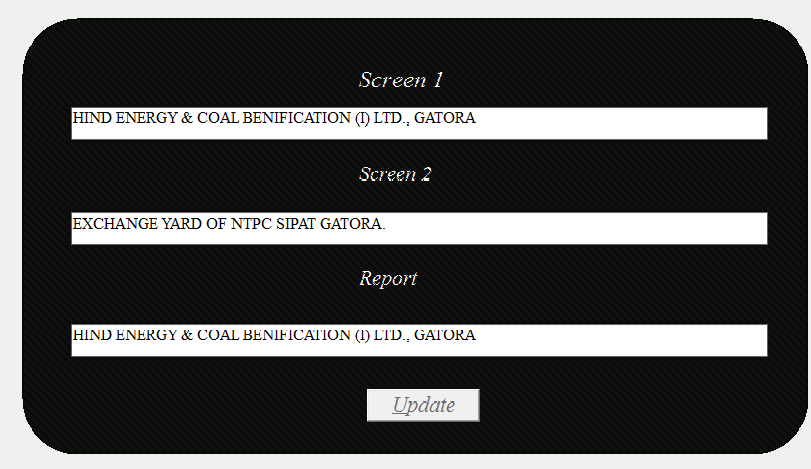 Screen 1
HIND ENERGY & COAL BENIFICATION (I) LTD., GATORA
Screen 2
EXCHANGE YARD OF NTPC SIPAT GATORA.
Report
HIND ENERGY & COAL BENIFICATION (I) LTD., GATORA
Update